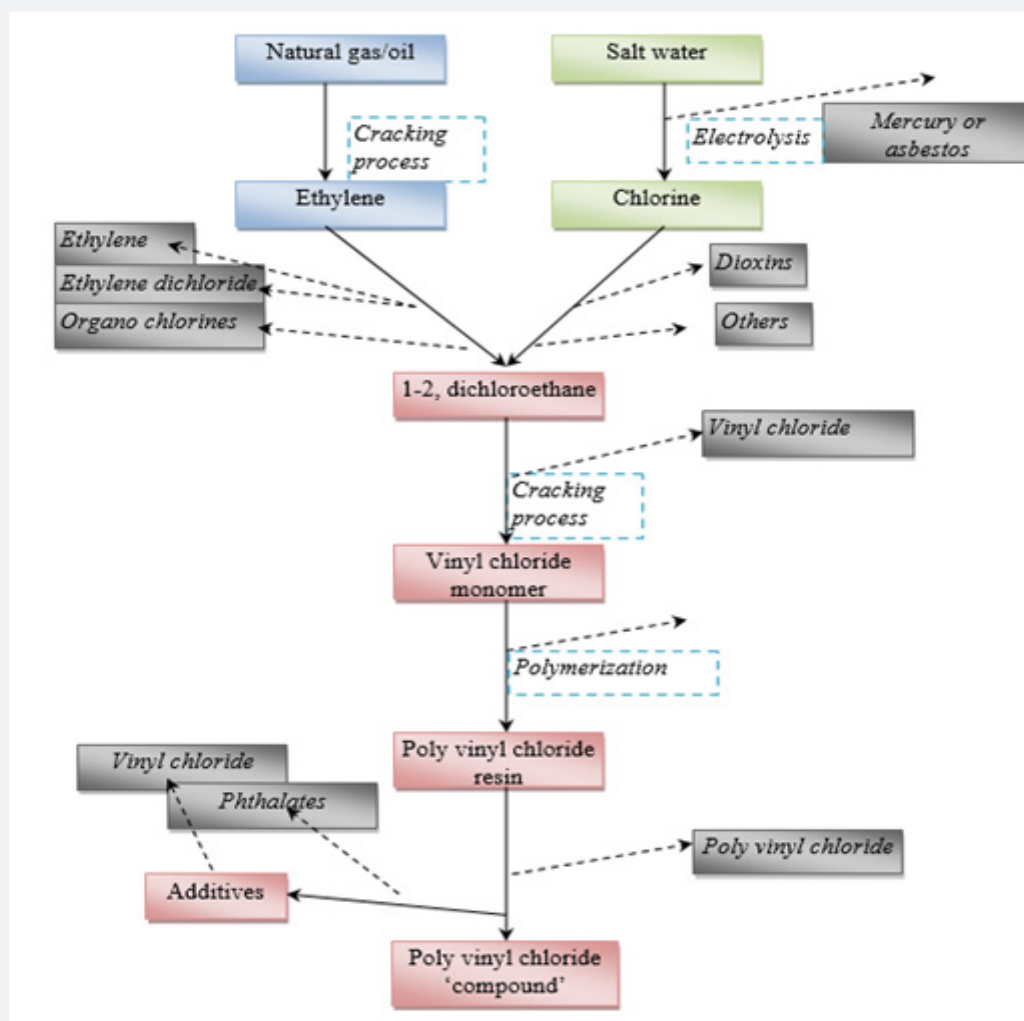 Natural gas/oil
Salt water
Cracking
process
Electrolysis
Mercury or
asbestos
Ethylene
Chlorine
Ethylene
Ethylene dichloride
Organo chlorines
Dioxins
Others
1-2, dichloroethane
Vinyl chloride
Cracking
process
Vinyl chloride
monomer
Polymerization
Poly vinyl chloride
resin
Vinyl chloride
Phthalates
Poly vinyl chloride
Additives
Poly vinyl chloride
‘compound’